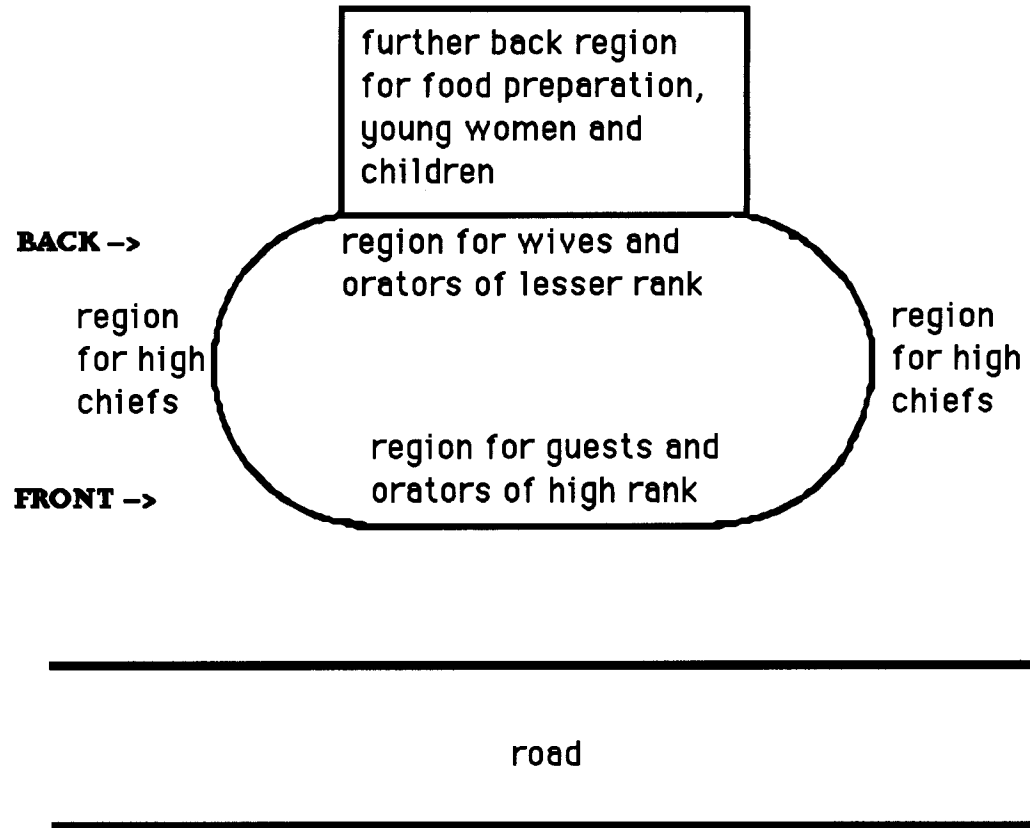 further back region
for food preparation,
young women and
children
BACK –>
region for wives and
orators of lesser rank
region
for high
chiefs
region
for high
chiefs
region for guests and
orators of high rank
FRONT –>
road